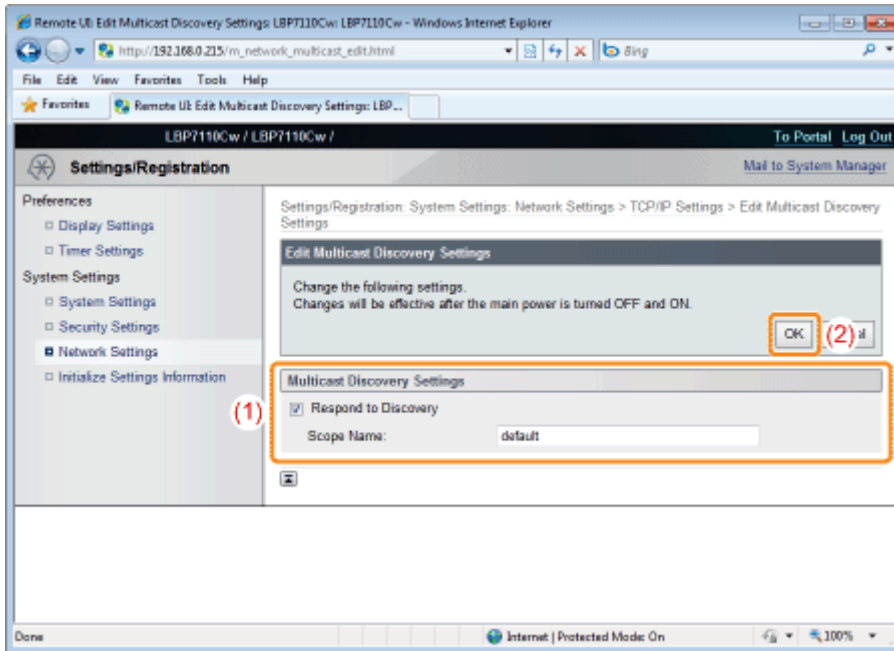 Remote UI: Edit Multicast Discovery Settings: LBP7110Cw: LBP7110Cw - Windows Internet Explorer
http://192.168.0.215/m_network_multicast_edit.html
Bing
File Edit View Favorites Tools Help
Favorites
Remote UI: Edit Multicast Discovery Settings: LBP...
LBP7110Cw / LBP7110Cw /
To Portal Log Out
Settings/Registration
Mail to System Manager
Preferences
Display Settings
Timer Settings
System Settings
System Settings
Security Settings
Network Settings
Initialize Settings Information
Settings/Registration: System Settings: Network Settings > TCP/IP Settings > Edit Multicast Discovery
Settings
Edit Multicast Discovery Settings
Change the following settings.
Changes will be effective after the main power is turned OFF and ON.
OK
(2)
(1)
Multicast Discovery Settings
Respond to Discovery
Scope Name: default
Done
Internet | Protected Mode: On
100%